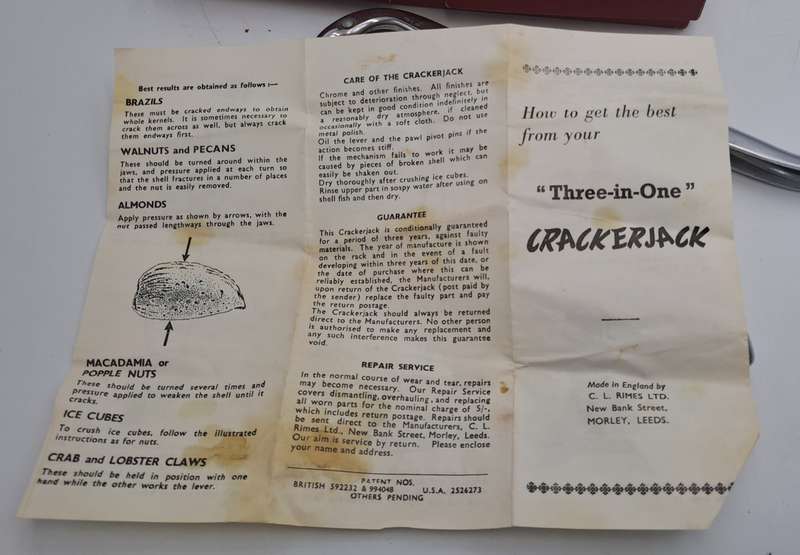 Best results are obtained as follows :—
BRAZILS
These must be cracked endways to obtain
whole kernels. It is sometimes necessary to
crack them across as well, but always crack
them endways first.
WALNUTS and PECANS
These should be turned around within the
jaws, and pressure applied at each turn so
that the shell fractures in a number of places
and the nut is easily removed.
ALMONDS
Apply pressure as shown by arrows, with the
nut passed lengthways through the jaws.
MACADAMIA or
POPPLE NUTS
These should be turned several times and
pressure applied to weaken the shell until it
cracks.
ICE CUBES
To crush ice cubes, follow the illustrated
instructions as for nuts.
CRAB and LOBSTER CLAWS
These should be held in position with one
hand while the other works the lever.
CARE OF THE CRACKERJACK
Chrome and other finishes. All finishes are
subject to deterioration through neglect, but
can be kept in good condition indefinitely in
a reasonably dry atmosphere, if cleaned
occasionally with a soft cloth. Do not use
metal polish.
Oil the lever and the pawl pivot pins if the
action becomes stiff.
If the mechanism fails to work it may be
caused by pieces of broken shell which can
easily be shaken out.
Dry thoroughly after crushing ice cubes.
Rinse upper part in soapy water after using on
shell fish and then dry.
GUARANTEE
This Crackerjack is conditionally guaranteed
for a period of three years, against faulty
materials. The year of manufacture is shown
on the rack and in the event of a fault
developing within three years of this date, or
the date of purchase where this can be
reliably established, the Manufacturers will,
upon return of the Crackerjack (post paid by
the sender) replace the faulty part and pay
the return postage.
The Crackerjack should always be returned
direct to the Manufacturers. No other person
is authorised to make any replacement and
any such interference makes this guarantee
void.
REPAIR SERVICE
In the normal course of wear and tear, repairs
may become necessary. Our Repair Service
covers dismantling, overhauling, and replacing
all worn parts for the nominal charge of 5/-,
which includes return postage. Repairs should
be sent direct to the Manufacturers, C. L.
Rimes Ltd., New Bank Street, Morley, Leeds.
Our aim is service by return. Please enclose
your name and address.
PATENT NOS.
BRITISH 592232 & 994048 U.S.A. 2526273
OTHERS PENDING
How to get the best
from your
"Three-in-One"
CRACKERJACK
Made in England by
C. L. RIMES LTD.
New Bank Street,
MORLEY, LEEDS.